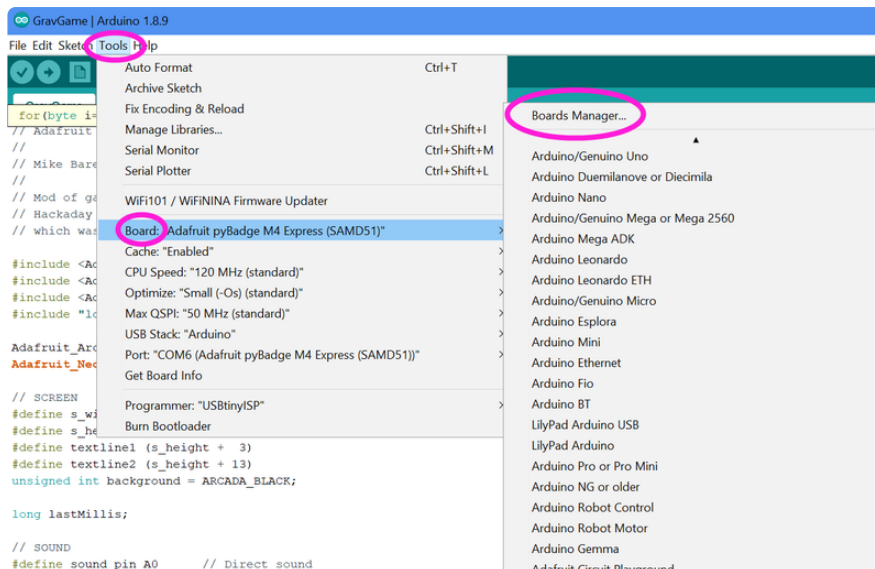 GravGame | Arduino 1.8.9
File Edit Sketch Tools Help
Auto Format Ctrl+T
Archive Sketch
Fix Encoding & Reload
Manage Libraries... Ctrl+Shift+I
Serial Monitor Ctrl+Shift+M
Serial Plotter Ctrl+Shift+L
WiFi101 / WiFiNINA Firmware Updater
Board: "Adafruit pyBadge M4 Express (SAMD51)"
Cache: "Enabled"
CPU Speed: "120 MHz (standard)"
Optimize: "Small (-Os) (standard)"
Max QSPI: "50 MHz (standard)"
USB Stack: "Arduino"
Port: "COM6 (Adafruit pyBadge M4 Express (SAMD51))"
Get Board Info
Programmer: "USBtinyISP"
Burn Bootloader
Boards Manager...
Arduino/Genuino Uno
Arduino Duemilanove or Diecimila
Arduino Nano
Arduino/Genuino Mega or Mega 2560
Arduino Mega ADK
Arduino Leonardo
Arduino Leonardo ETH
Arduino/Genuino Micro
Arduino Esplora
Arduino Mini
Arduino Ethernet
Arduino Fio
Arduino BT
LilyPad Arduino USB
LilyPad Arduino
Arduino Pro or Pro Mini
Arduino NG or older
Arduino Robot Control
Arduino Robot Motor
Arduino Gemma
Adafruit Circuit Playground
for(byte i=
// Adafruit
//
// Mike Bare
//
// Mod of ga
// Hackaday
// which was
#include <Ad
#include <Ad
#include <Ad
#include "lo
Adafruit_Arc
Adafruit_Neo
// SCREEN
#define s_wi
#define s_he
#define textline1 (s_height + 3)
#define textline2 (s_height + 13)
unsigned int background = ARCADA_BLACK;
long lastMillis;
// SOUND
#define sound_pin A0 // Direct sound